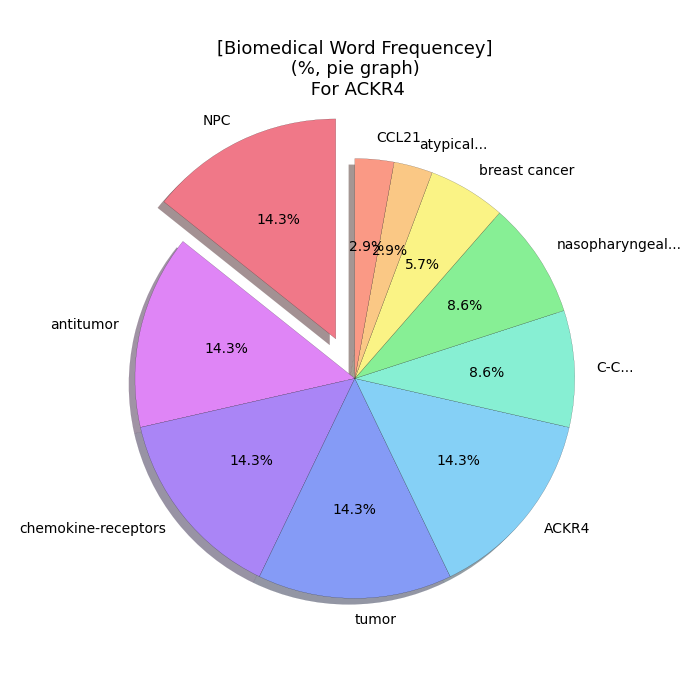 [Biomedical Word Frequencey]
(%, pie graph)
For ACKR4
NPC
CCL21
atypical...
breast cancer
nasopharyngeal...
C-C...
ACKR4
tumor
chemokine-receptors
antitumor
14.3%
2.9%
2.9%
5.7%
8.6%
8.6%
14.3%
14.3%
14.3%
14.3%